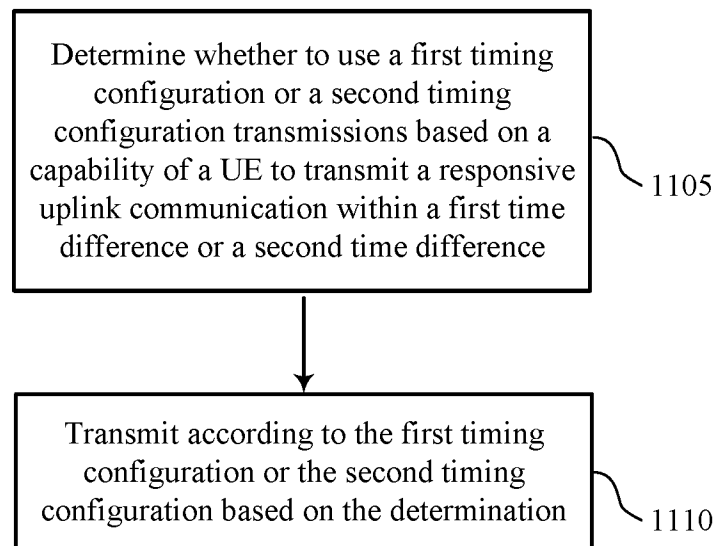 Determine whether to use a first timing
configuration or a second timing
configuration transmissions based on a
capability of a UE to transmit a responsive
uplink communication within a first time
difference or a second time difference
1105
Transmit according to the first timing
configuration or the second timing
configuration based on the determination
1110